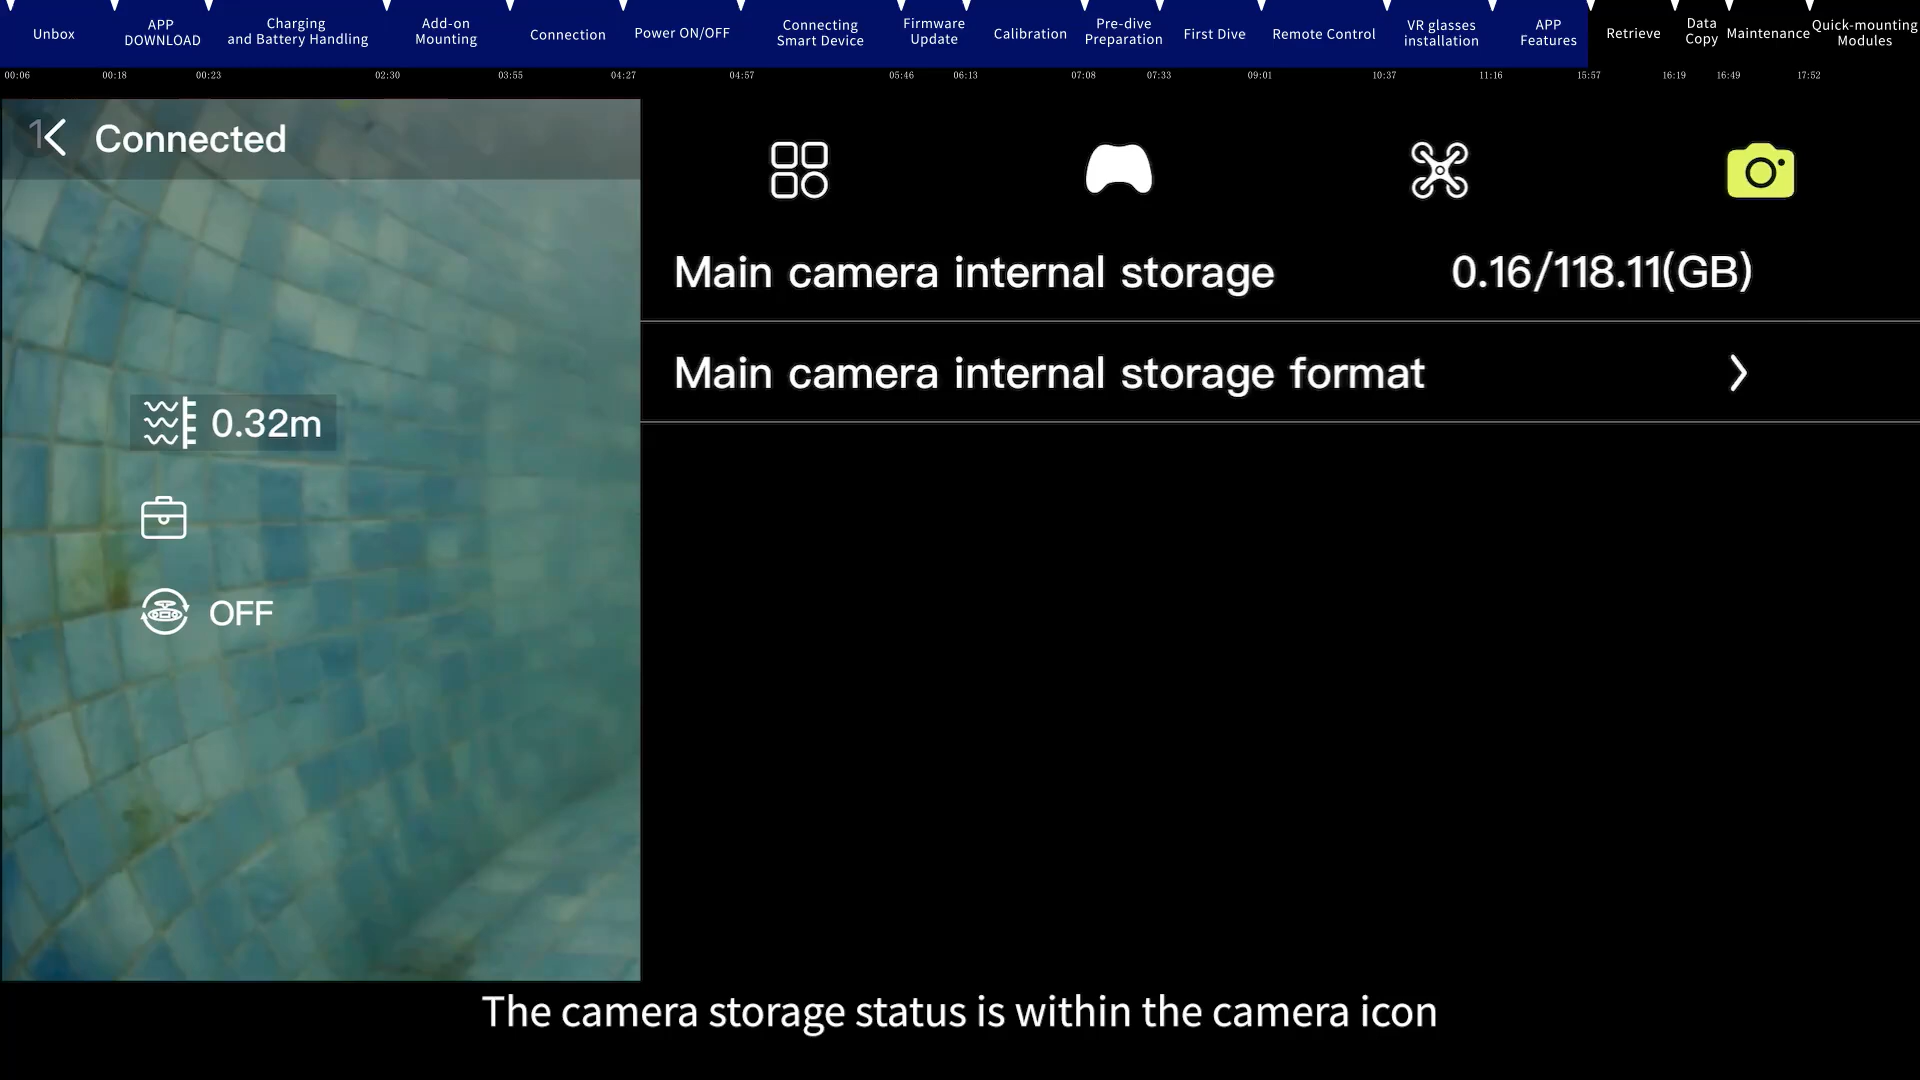 Unbox
APP
DOWNLOAD
Charging
and Battery Handling
Add-on
Mounting
Connection
Power ON/OFF
Connecting
Smart Device
Firmware
Update
Calibration
Pre-dive
Preparation
First Dive
Remote Control
VR glasses
installation
APP
Features
Retrieve
Data
Copy
Maintenance
Quick-mounting
Modules
00:06
00:18
00:23
02:30
03:55
04:27
04:57
05:46
06:13
07:08
07:33
09:01
10:37
11:16
15:57
16:19
16:49
17:52
1
Connected
Main camera internal storage
0.16/118.11(GB)
Main camera internal storage format
0.32m
OFF
The camera storage status is within the camera icon